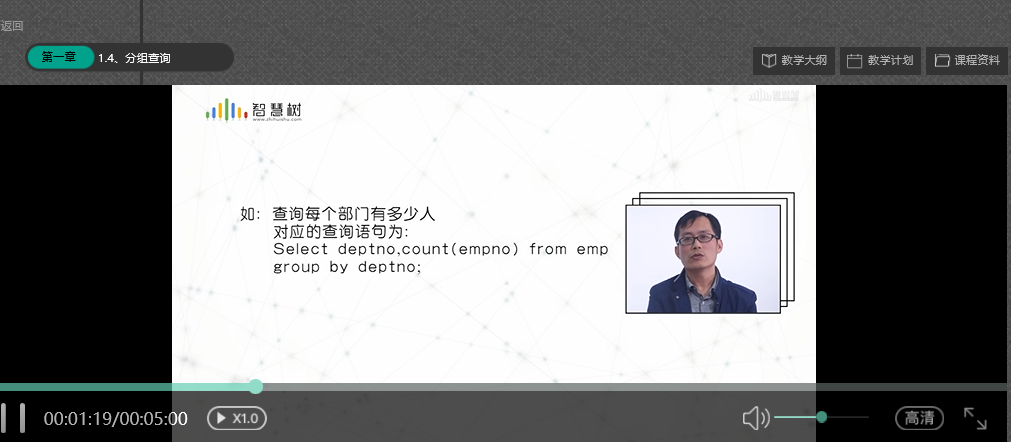 返回
第一章 1.4、分组查询
教学大纲 教学计划 课程资料
智慧树
www.zhihuishu.com
如: 查询每个部门有多少人
对应的查询语句为:
Select deptno,count(empno) from emp
group by deptno;
00:01:19/00:05:00 X1.0 高清